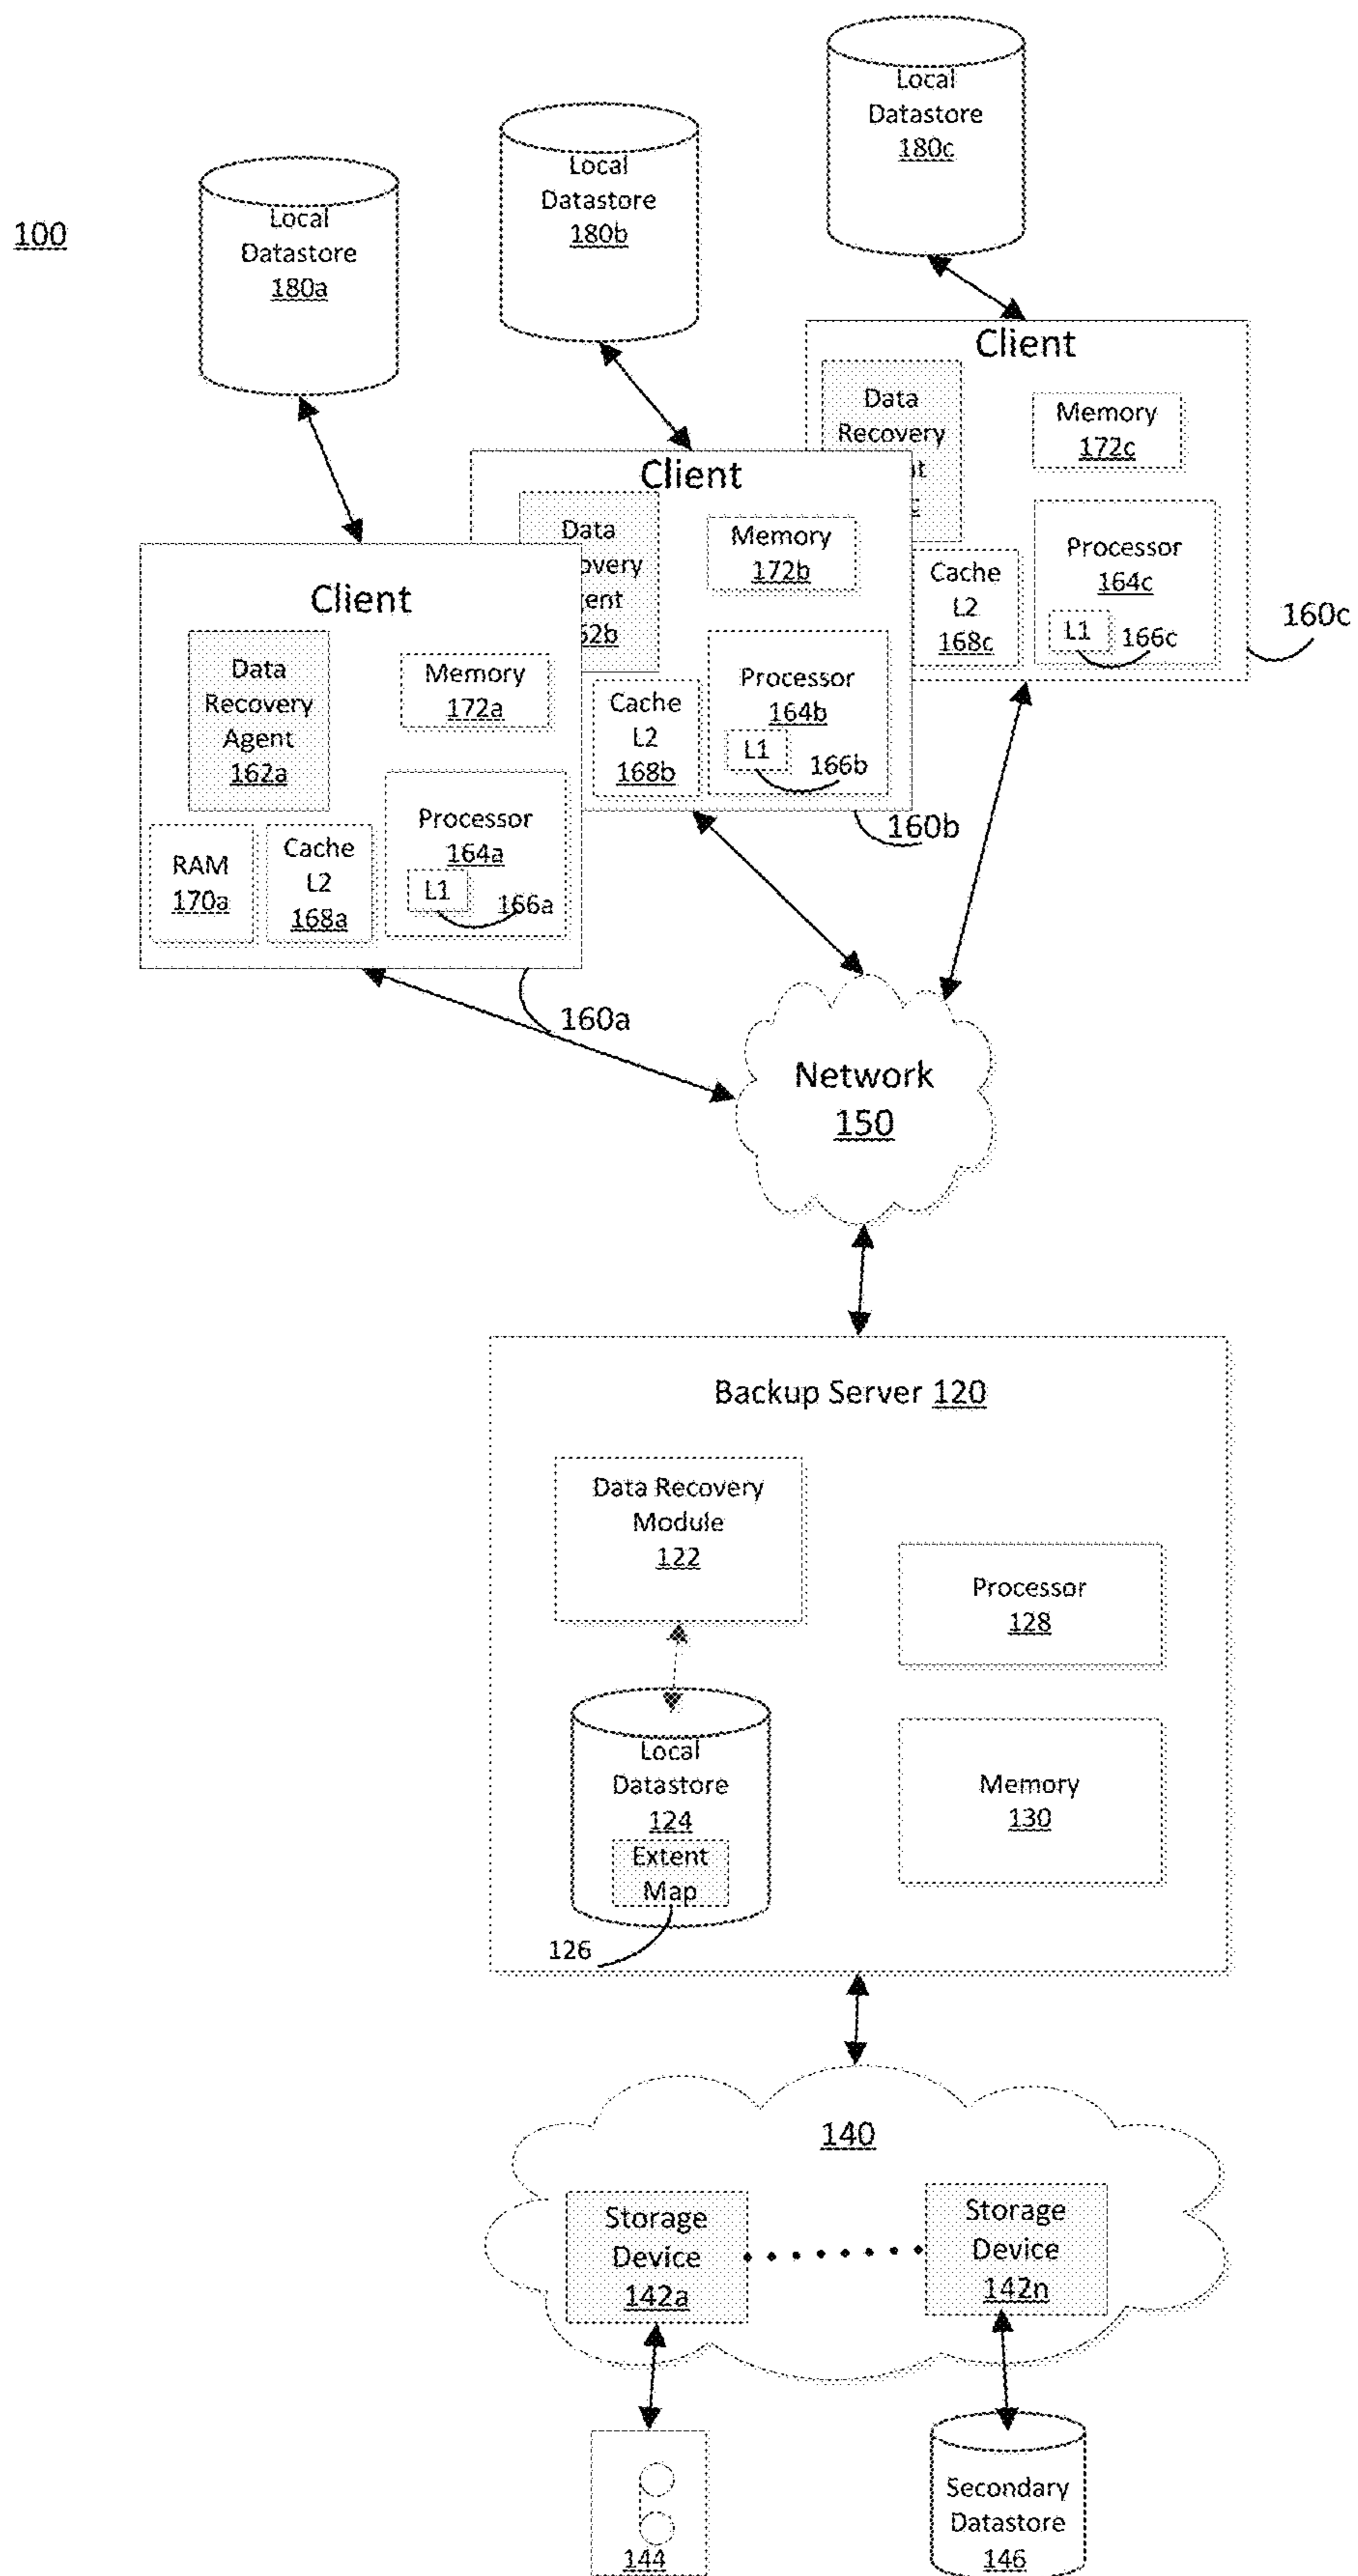 100
Local
Datastore
180a
Local
Datastore
180b
Local
Datastore
180c
Client
Data
Recovery
Memory
172c
Processor
164c
L1
166c
Cache
L2
168c
160c
Client
Data
Memory
172b
Processor
164b
L1
166b
Cache
L2
168b
160b
Client
Data
Recovery
Agent
162a
Memory
172a
Processor
164a
L1
166a
RAM
170a
Cache
L2
168a
160a
Network
150
Backup Server 120
Data Recovery
Module
122
Processor
128
Local
Datastore
124
Extent
Map
126
Memory
130
140
Storage
Device
142a
Storage
Device
142n
144
Secondary
Datastore
146